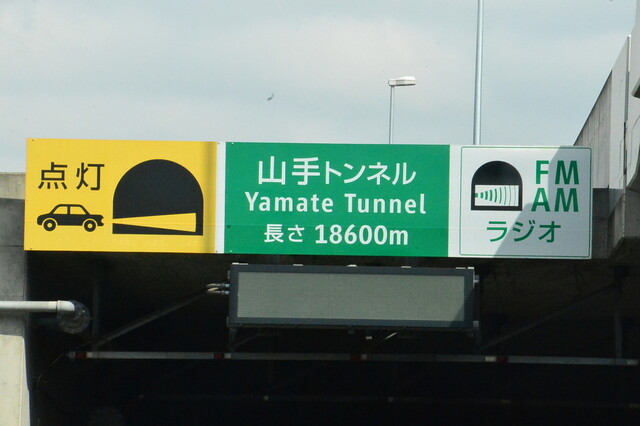 点灯
山手トンネル
Yamate Tunnel
長さ 18600m
FM
AM
ラジオ